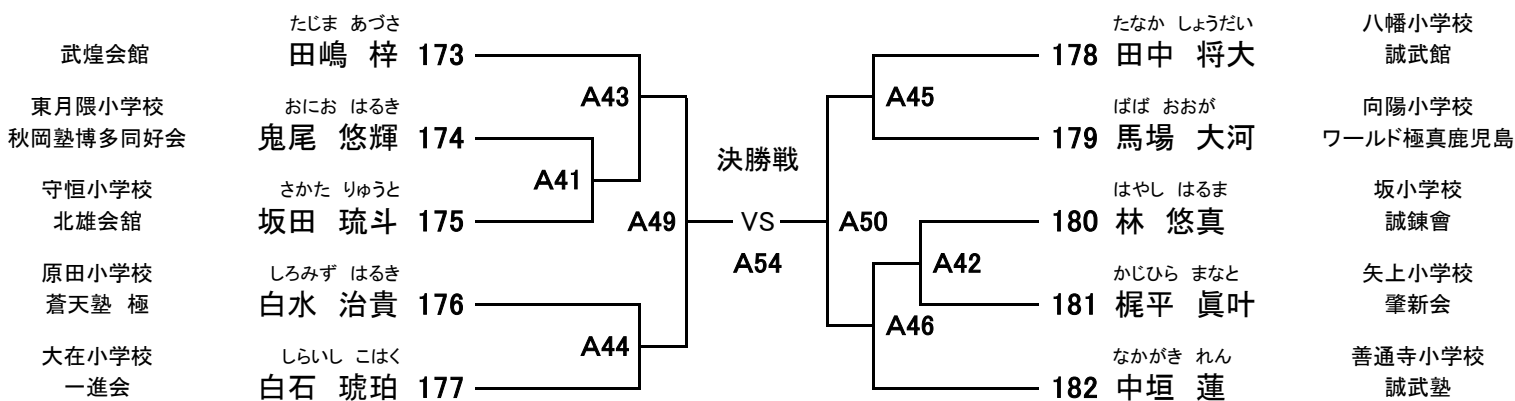 たじま あづさ
武煌会館 田嶋 梓 173
A43
東月隈小学校 おにお はるき
秋岡塾博多同好会 鬼尾 悠輝 174
A41
守恒小学校 さかた りゅうと
北雄会舘 坂田 琉斗 175
A49
原田小学校 しろみず はるき
蒼天塾 極 白水 治貴 176
A44
大在小学校 しらいし こはく
一進会 白石 琥珀 177
決勝戦
VS
A54
たなか しょうだい 八幡小学校
178 田中 将大 誠武館
A45
ばば おおが 向陽小学校
179 馬場 大河 ワールド極真鹿児島
A50
はやし はるま 坂小学校
180 林 悠真 誠錬會
A42
かじひら まなと 矢上小学校
181 梶平 眞叶 肇新会
A46
なかがき れん 善通寺小学校
182 中垣 蓮 誠武塾